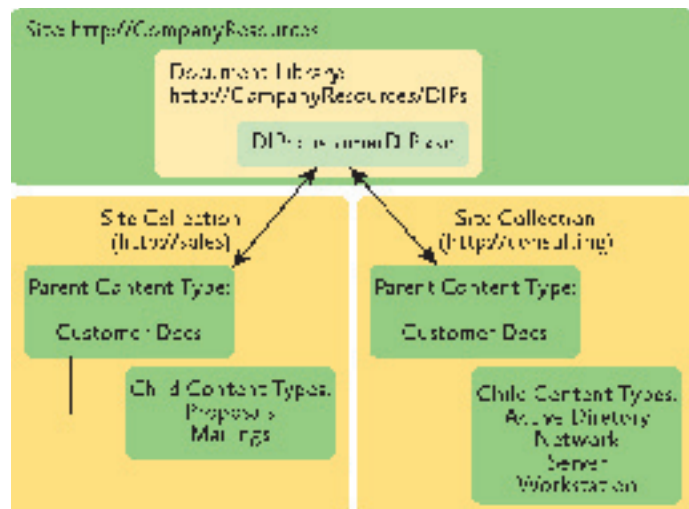 Site: http://CompanyResources
Document Library:
http://CompanyResources/DIPs
Site Collection
(http://sales)
Parent Content Type:
Customer Docs
Child Content Types:
Proposals
Mailings
Site Collection
(http://consulting)
Parent Content Type:
Customer Docs
Child Content Types:
Active Diretory
Network
Server
Workstation